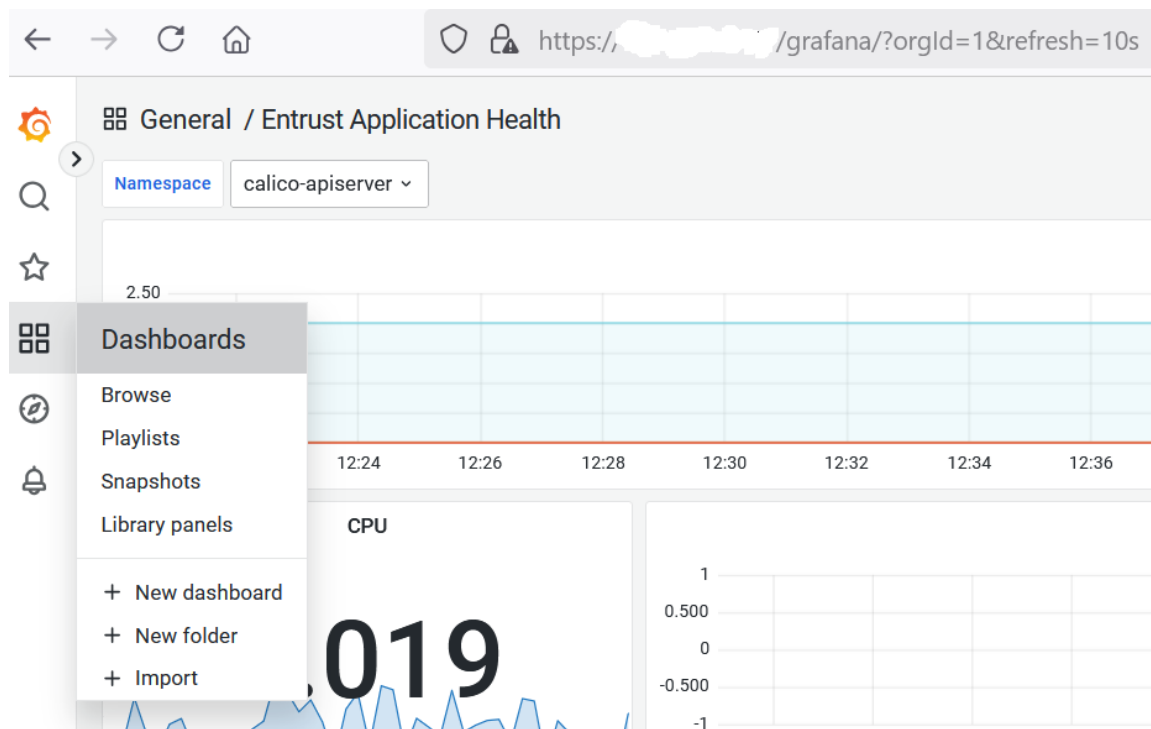 https:// /grafana/?orgId=1&refresh=10s
General / Entrust Application Health
Namespace calico-apiserver
2.50
Dashboards
Browse
Playlists
Snapshots
Library panels
+ New dashboard
+ New folder
+ Import
12:24 12:26 12:28 12:30 12:32 12:34 12:36
CPU
.019
1
0.500
0
-0.500
-1